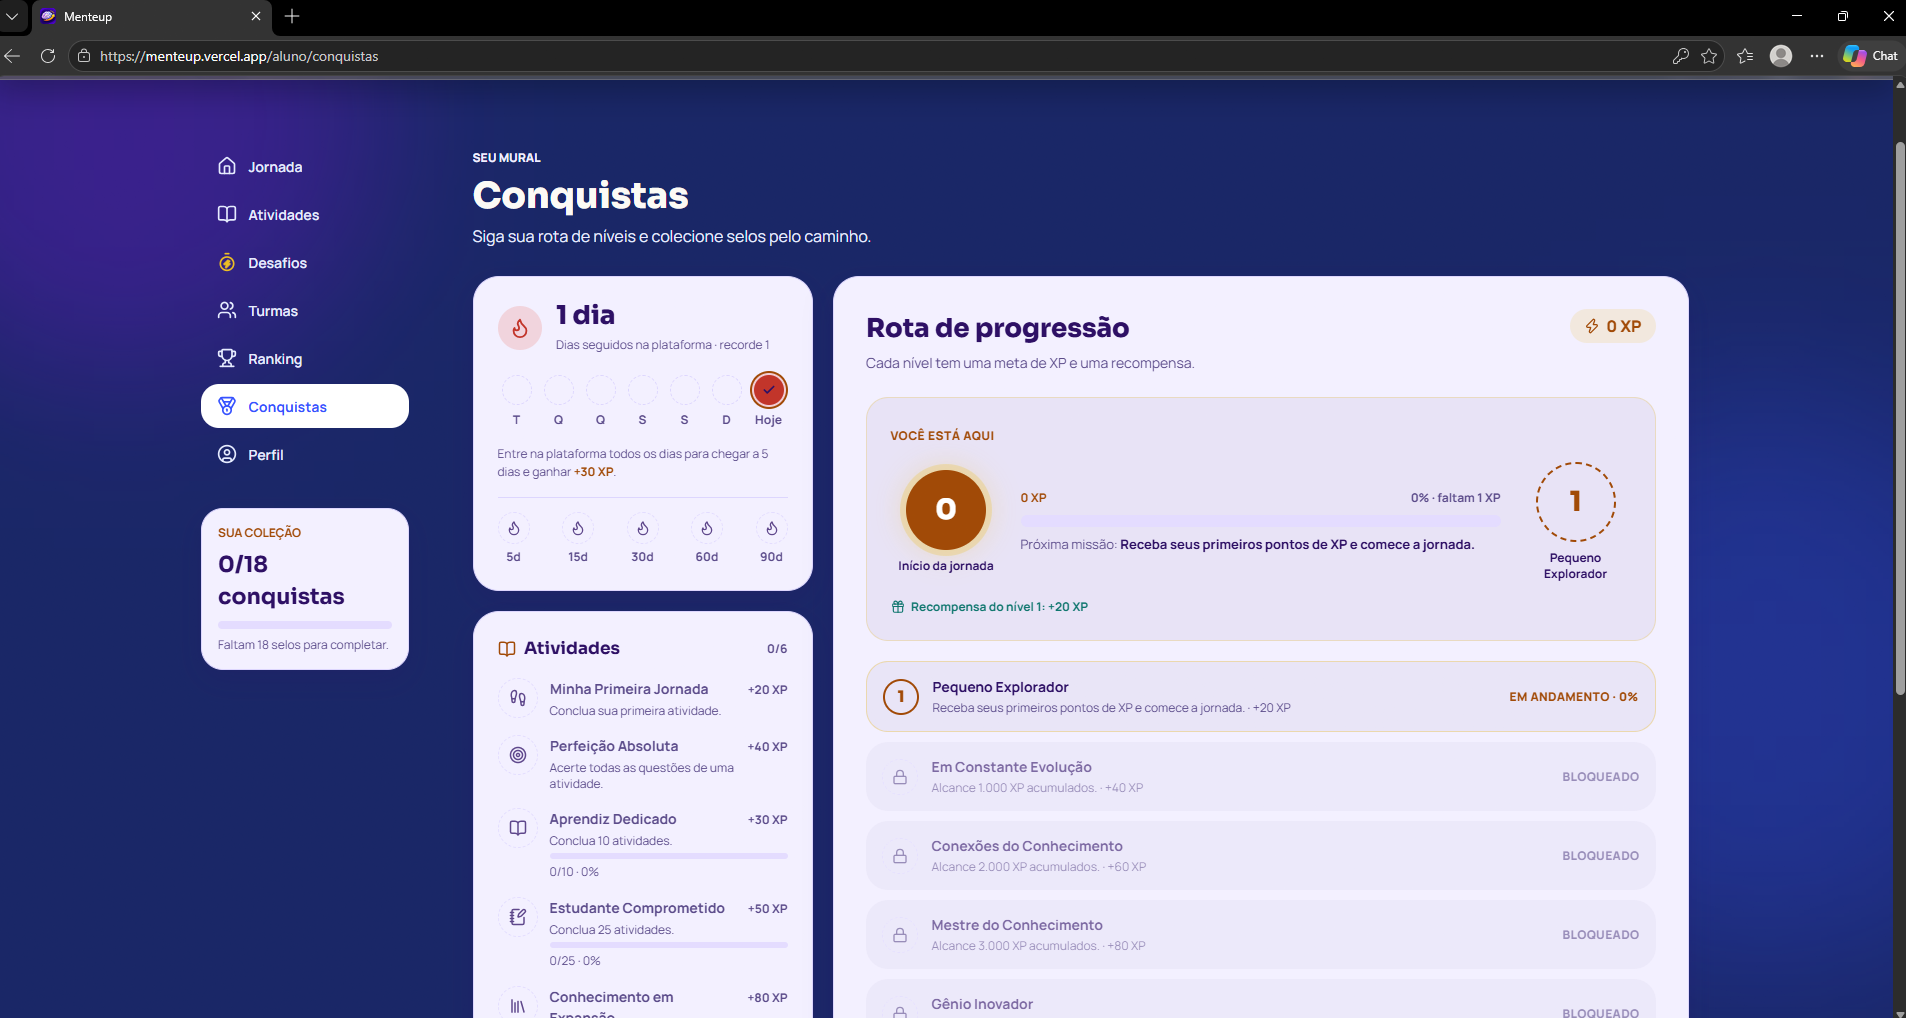 Menteup
https://menteup.vercel.app/aluno/conquistas
Chat
Jornada
Atividades
Desafios
Turmas
Ranking
Conquistas
Perfil
SUA COLEÇÃO
0/18
conquistas
Faltam 18 selos para completar.
SEU MURAL
Conquistas
Siga sua rota de níveis e colecione selos pelo caminho.
1 dia
Dias seguidos na plataforma · recorde 1
T Q Q S S D Hoje
Entre na plataforma todos os dias para chegar a 5
dias e ganhar +30 XP.
5d 15d 30d 60d 90d
Atividades 0/6
Minha Primeira Jornada +20 XP
Conclua sua primeira atividade.
Perfeição Absoluta +40 XP
Acerte todas as questões de uma
atividade.
Aprendiz Dedicado +30 XP
Conclua 10 atividades.
0/10 · 0%
Estudante Comprometido +50 XP
Conclua 25 atividades.
0/25 · 0%
Conhecimento em +80 XP
Expansão
Rota de progressão
0 XP
Cada nível tem uma meta de XP e uma recompensa.
VOCÊ ESTÁ AQUI
0
Início da jornada
0 XP
0% · faltam 1 XP
Próxima missão: Receba seus primeiros pontos de XP e comece a jornada.
1
Pequeno
Explorador
Recompensa do nível 1: +20 XP
1
Pequeno Explorador
Receba seus primeiros pontos de XP e comece a jornada. · +20 XP
EM ANDAMENTO · 0%
Em Constante Evolução
Alcance 1.000 XP acumulados. · +40 XP
BLOQUEADO
Conexões do Conhecimento
Alcance 2.000 XP acumulados. · +60 XP
BLOQUEADO
Mestre do Conhecimento
Alcance 3.000 XP acumulados. · +80 XP
BLOQUEADO
Gênio Inovador
BLOQUEADO